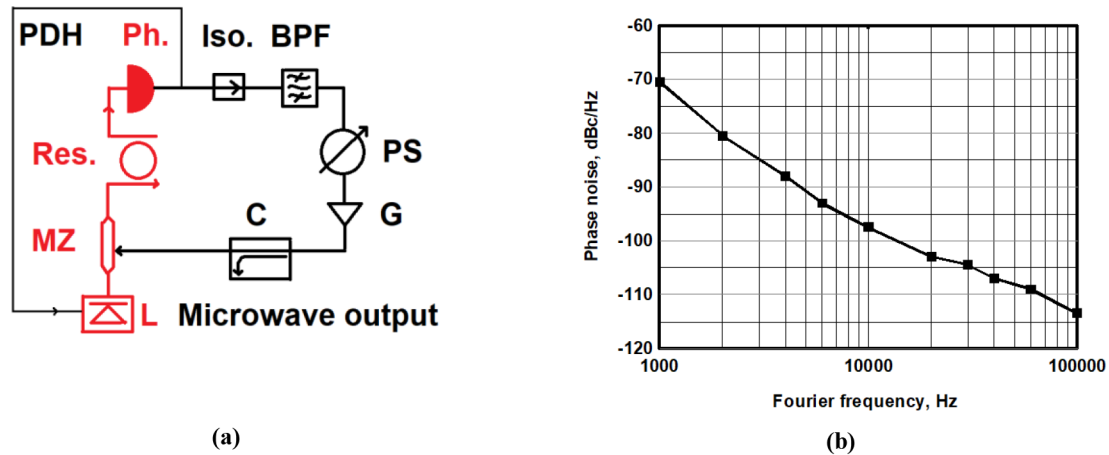 PDH Ph. Iso. BPF
Res.
PS
C G
MZ
L Microwave output
(a)
Phase noise, dBc/Hz
-60
-70
-80
-90
-100
-110
-120
1000 10000 100000
Fourier frequency, Hz
(b)